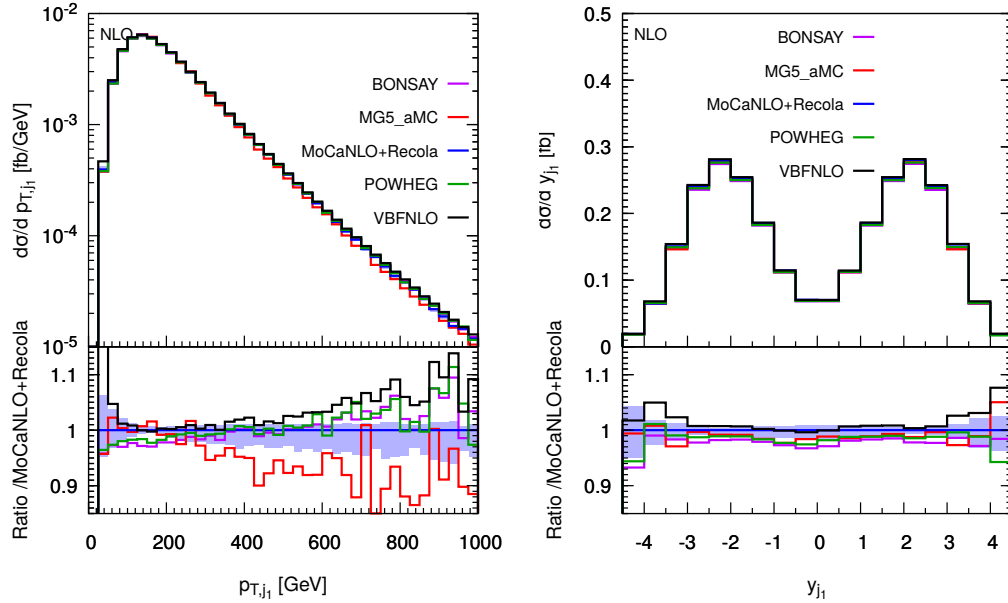 10^-2
NLO
BONSAY
MG5_aMC
MoCaNLO+Recola
POWHEG
VBFNLO
10^-3
10^-4
10^-5
dσ/d p_T,j1 [fb/GeV]
1.1
1
0.9
Ratio /MoCaNLO+Recola
0 200 400 600 800 1000
p_T,j1 [GeV]
0.5
NLO
BONSAY
MG5_aMC
MoCaNLO+Recola
POWHEG
VBFNLO
0.4
0.3
0.2
0.1
0
dσ/d y_j1 [fb]
1.1
1
0.9
Ratio /MoCaNLO+Recola
-4 -3 -2 -1 0 1 2 3 4
y_j1